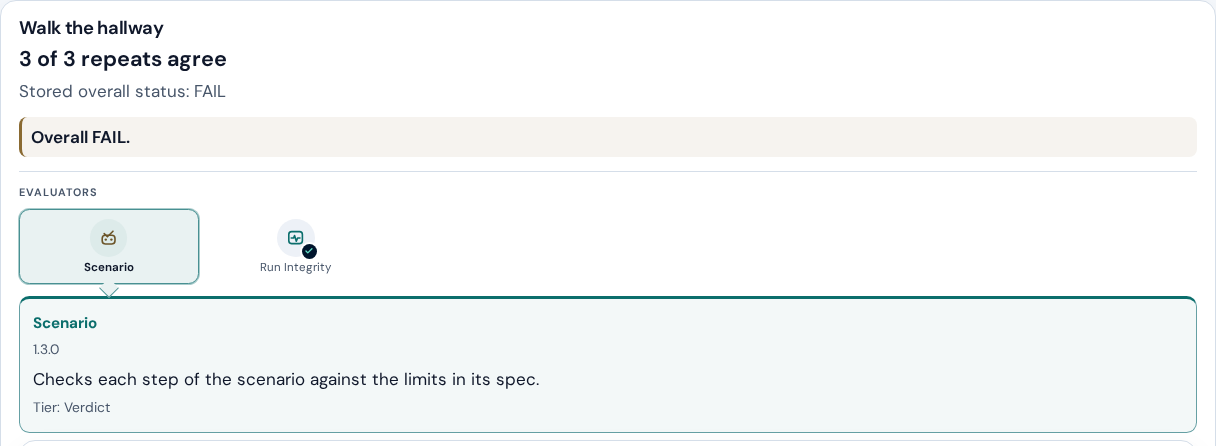 Walk the hallway
3 of 3 repeats agree
Stored overall status: FAIL
Overall FAIL.
EVALUATORS
Scenario
Run Integrity
Scenario
1.3.0
Checks each step of the scenario against the limits in its spec.
Tier: Verdict